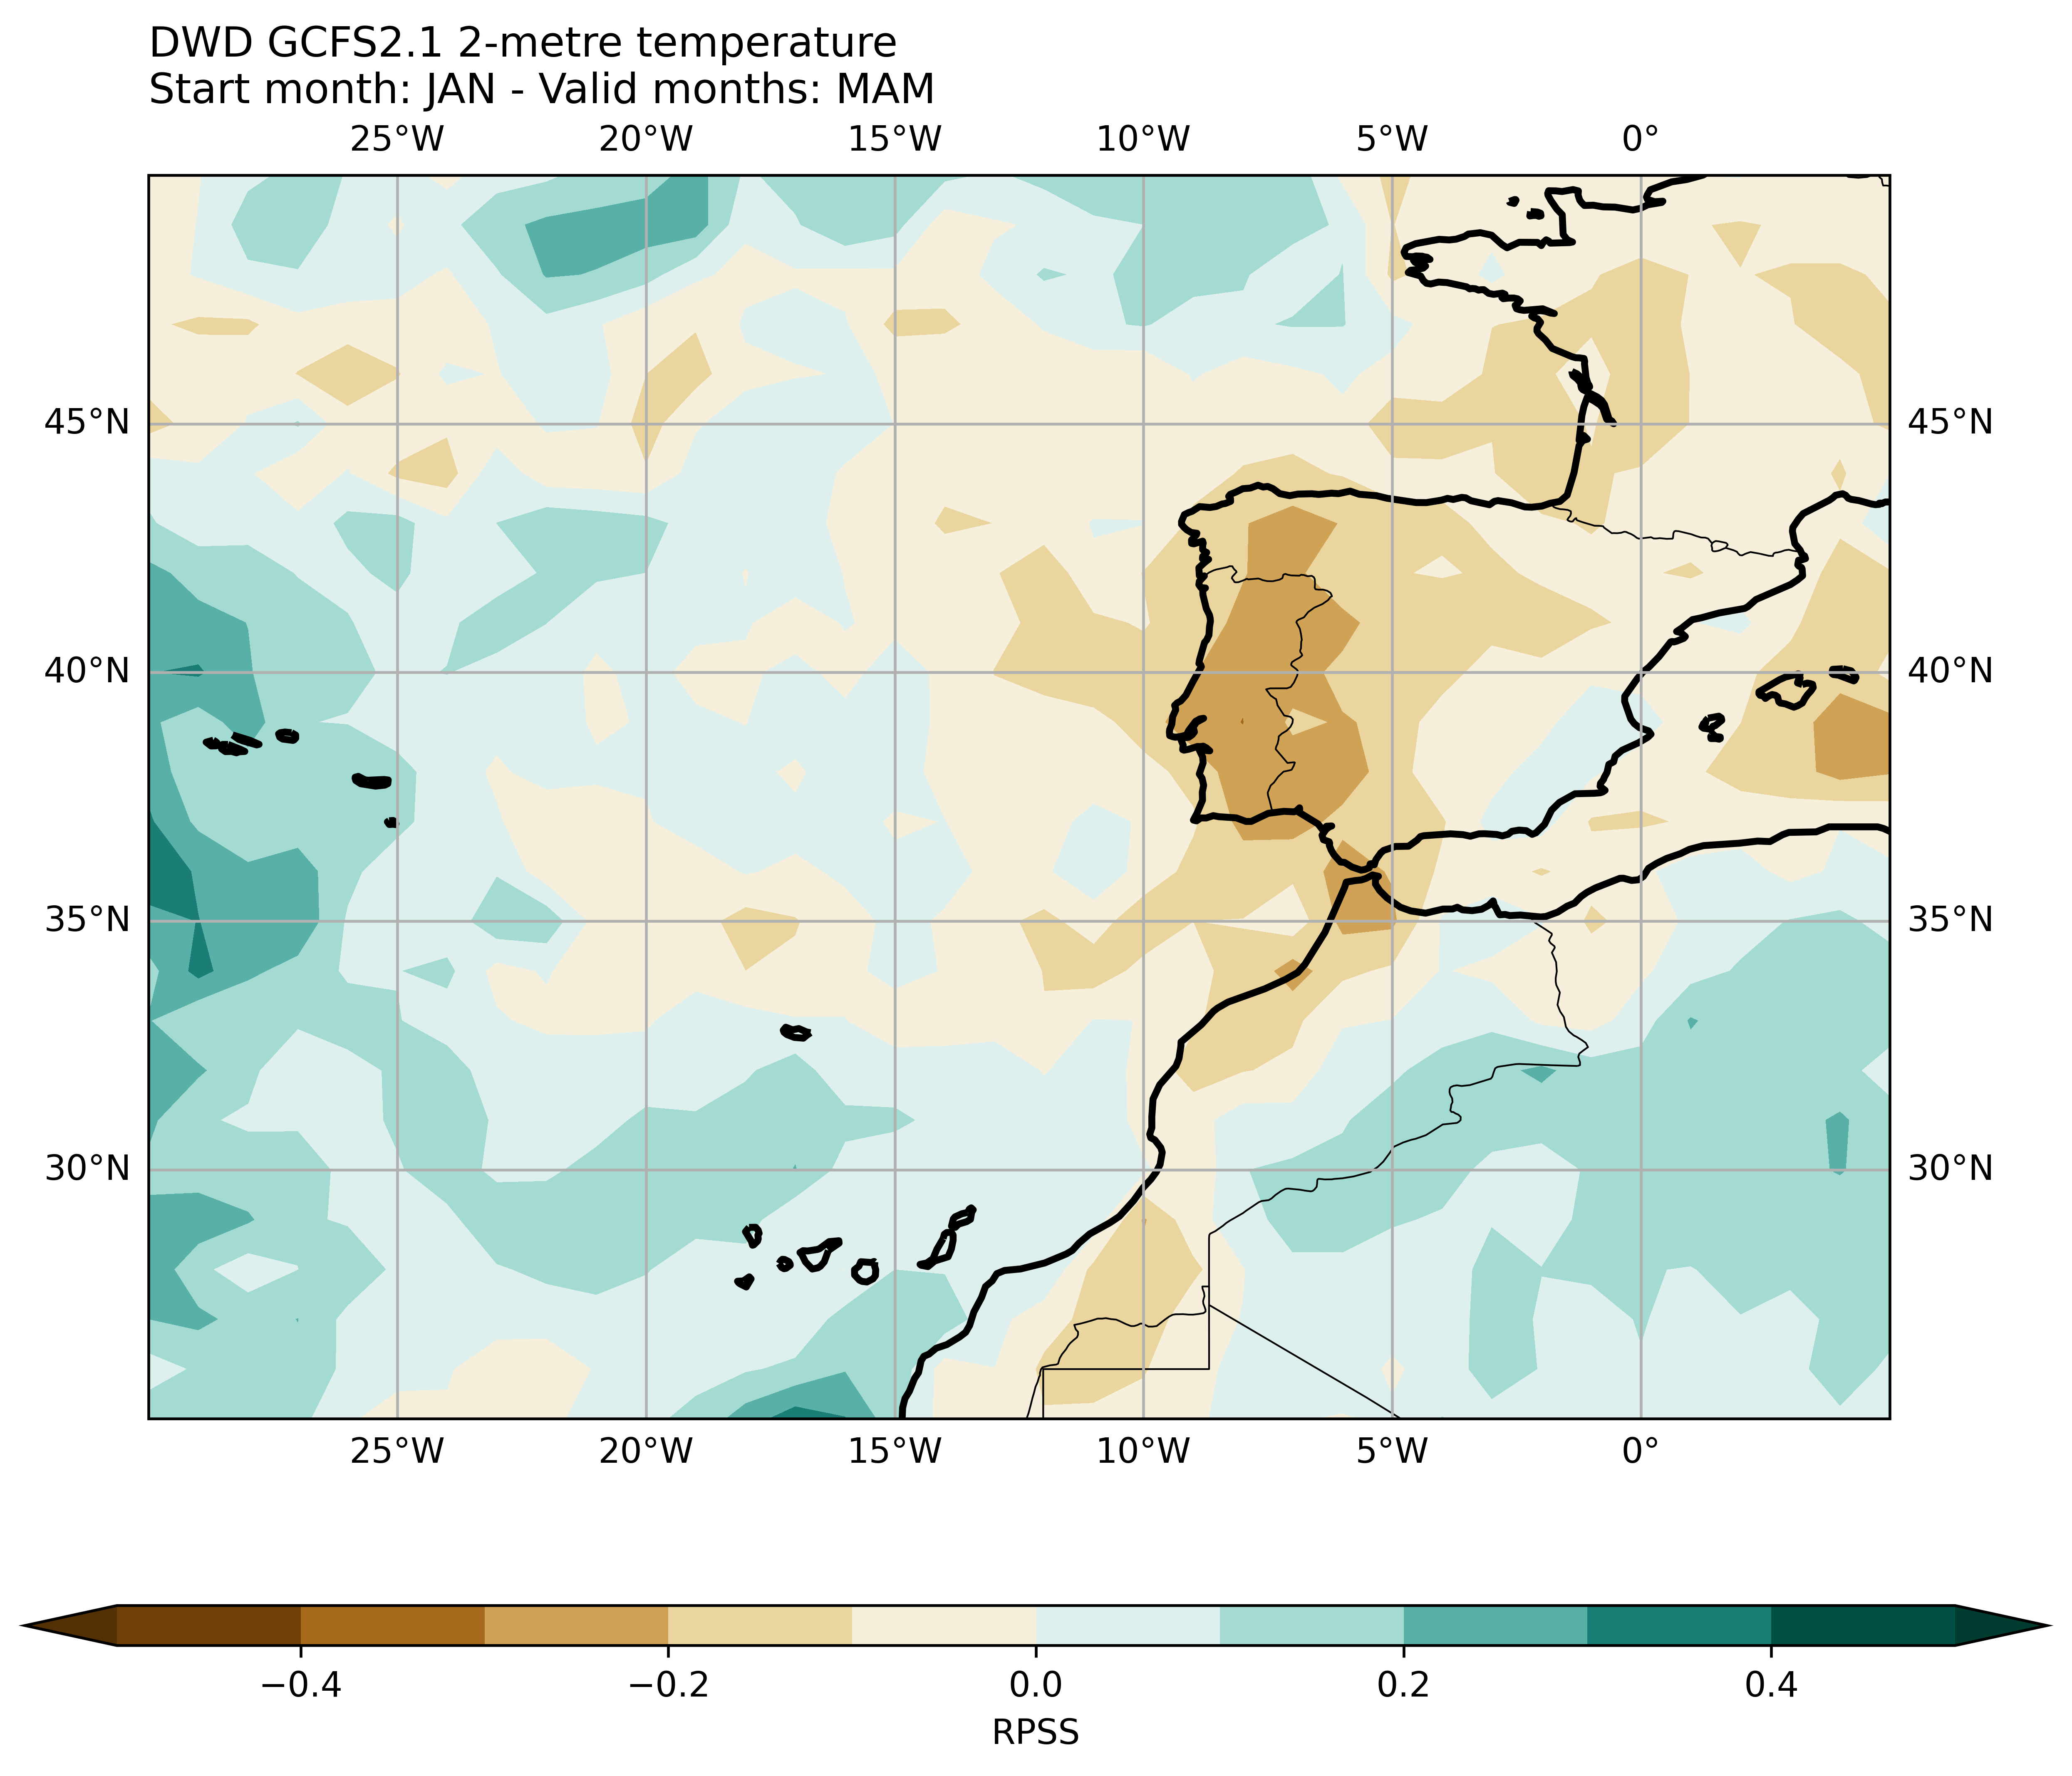 DWD GCFS2.1 2-metre temperature
Start month: JAN - Valid months: MAM
25°W 20°W 15°W 10°W 5°W 0°
45°N 45°N
40°N 40°N
35°N 35°N
30°N 30°N
25°W 20°W 15°W 10°W 5°W 0°
−0.4 −0.2 0.0 0.2 0.4
RPSS